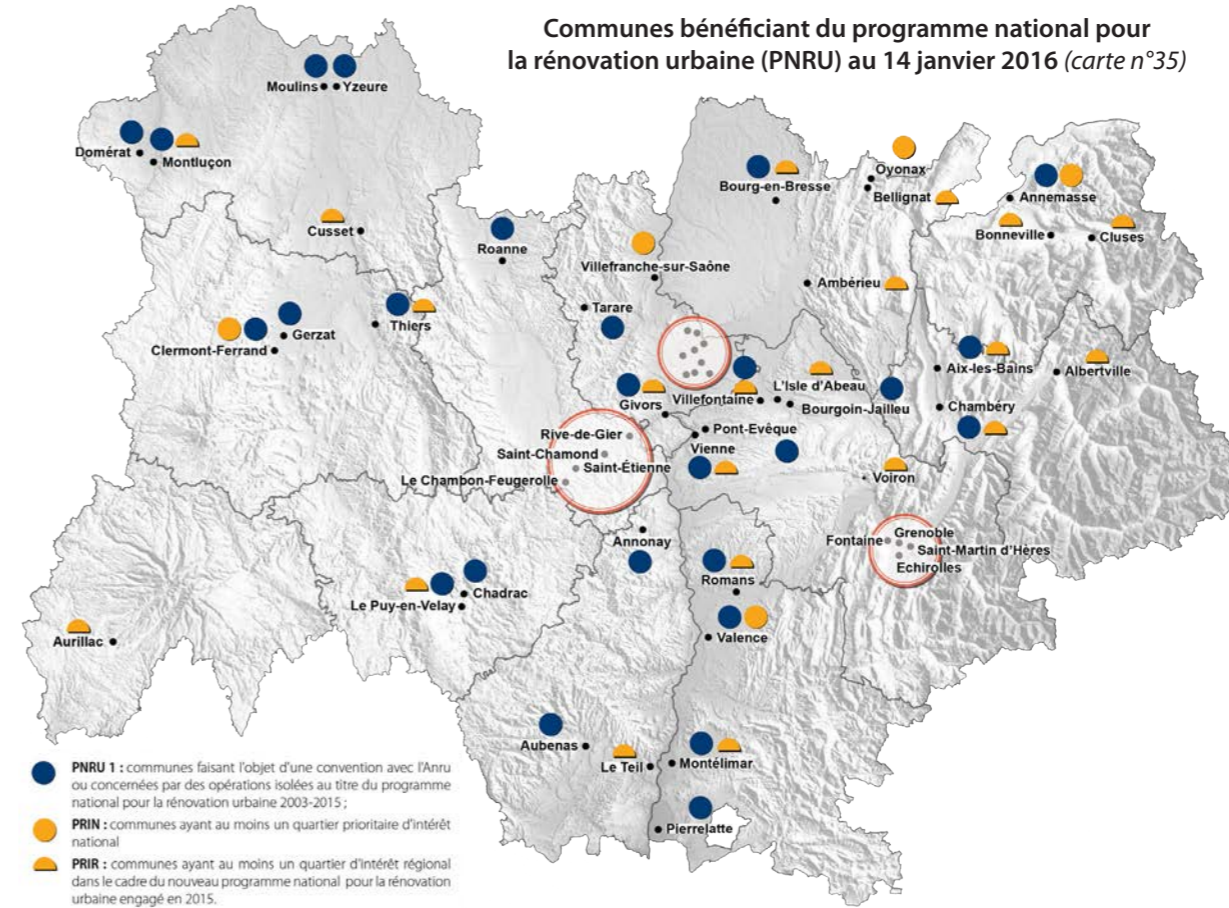 Communes bénéficiant du programme national pour
la rénovation urbaine (PNRU) au 14 janvier 2016 (carte n°35)
Moulins
Yzeure
Domérat
Montluçon
Cusset
Roanne
Bourg-en-Bresse
Oyonax
Bellignat
Annemasse
Bonneville
Cluses
Villefranche-sur-Saône
Ambérieu
Tarare
Thiers
Gerzat
Clermont-Ferrand
Aix-les-Bains
Albertville
L'Isle d'Abeau
Villefontaine
Bourgoin-Jailleu
Chambéry
Givors
Pont-Evêque
Vienne
Rive-de-Gier
Saint-Chamond
Saint-Étienne
Le Chambon-Feugerolle
Voiron
Annonay
Grenoble
Fontaine
Saint-Martin d'Hères
Echirolles
Romans
Chadrac
Le Puy-en-Velay
Valence
Aurillac
Aubenas
Le Teil
Montélimar
Pierrelatte
PNRU 1 : communes faisant l'objet d'une convention avec l'Anru
ou concernées par des opérations isolées au titre du programme
national pour la rénovation urbaine 2003-2015 ;
PRIN : communes ayant au moins un quartier prioritaire d'intérêt
national
PRIR : communes ayant au moins un quartier d'intérêt régional
dans le cadre du nouveau programme national pour la rénovation
urbaine engagé en 2015.